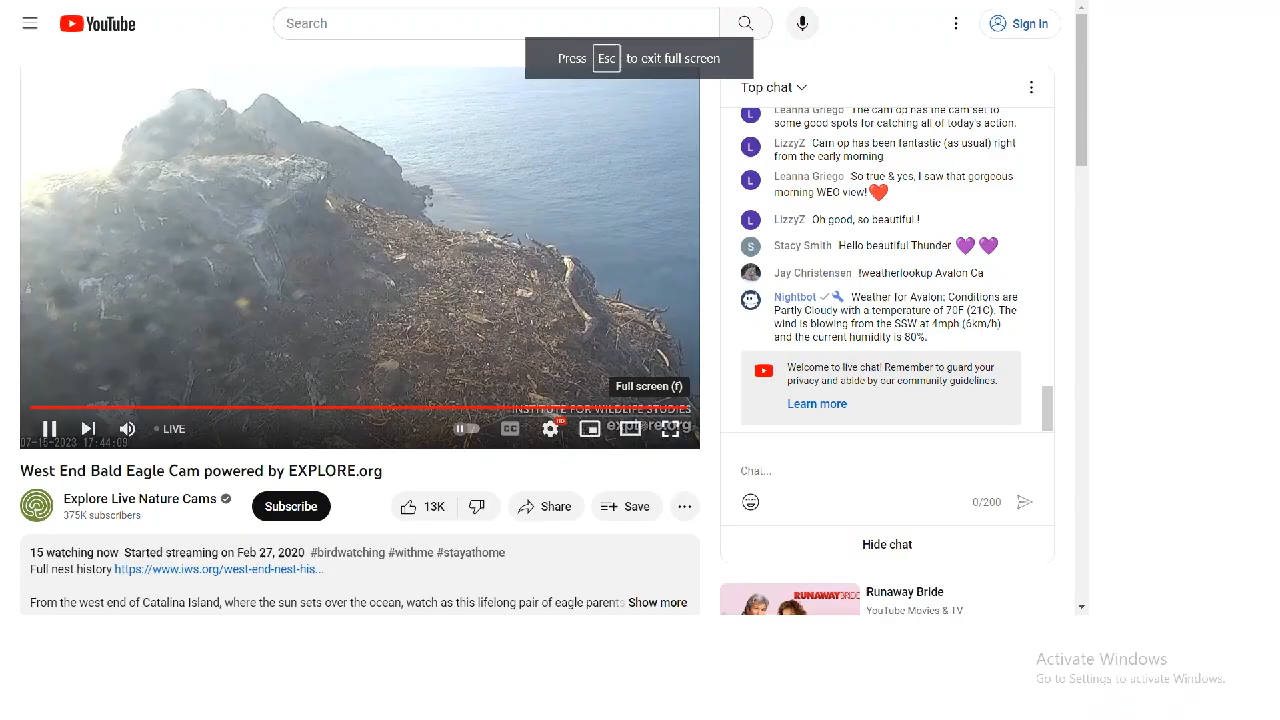 YouTube
Search
Sign in
Press Esc to exit full screen
Top chat
Leanna Griego The cam op has the cam set to
some good spots for catching all of today's action.
L LizzyZ Cam op has been fantastic (as usual) right
from the early morning
L Leanna Griego So true & yes, I saw that gorgeous
morning WEO view!
L LizzyZ Oh good, so beautiful !
S Stacy Smith Hello beautiful Thunder
Jay Christensen !weatherlookup Avalon Ca
Nightbot Weather for Avalon: Conditions are
Partly Cloudy with a temperature of 70F (21C). The
wind is blowing from the SSW at 4mph (6km/h)
and the current humidity is 80%.
Welcome to live chat! Remember to guard your
privacy and abide by our community guidelines.
Learn more
Chat...
0/200
Hide chat
Full screen (f)
INSTITUTE FOR WILDLIFE STUDIES
explore.org
LIVE
CC
HD
07-15-2023 17:44:09
West End Bald Eagle Cam powered by EXPLORE.org
Explore Live Nature Cams
375K subscribers
Subscribe
13K
Share
Save
15 watching now Started streaming on Feb 27, 2020 #birdwatching #withme #stayathome
Full nest history https://www.iws.org/west-end-nest-his...
From the west end of Catalina Island, where the sun sets over the ocean, watch as this lifelong pair of eagle parents Show more
RUNAWAY BRIDE
Runaway Bride
YouTube Movies & TV
Activate Windows
Go to Settings to activate Windows.